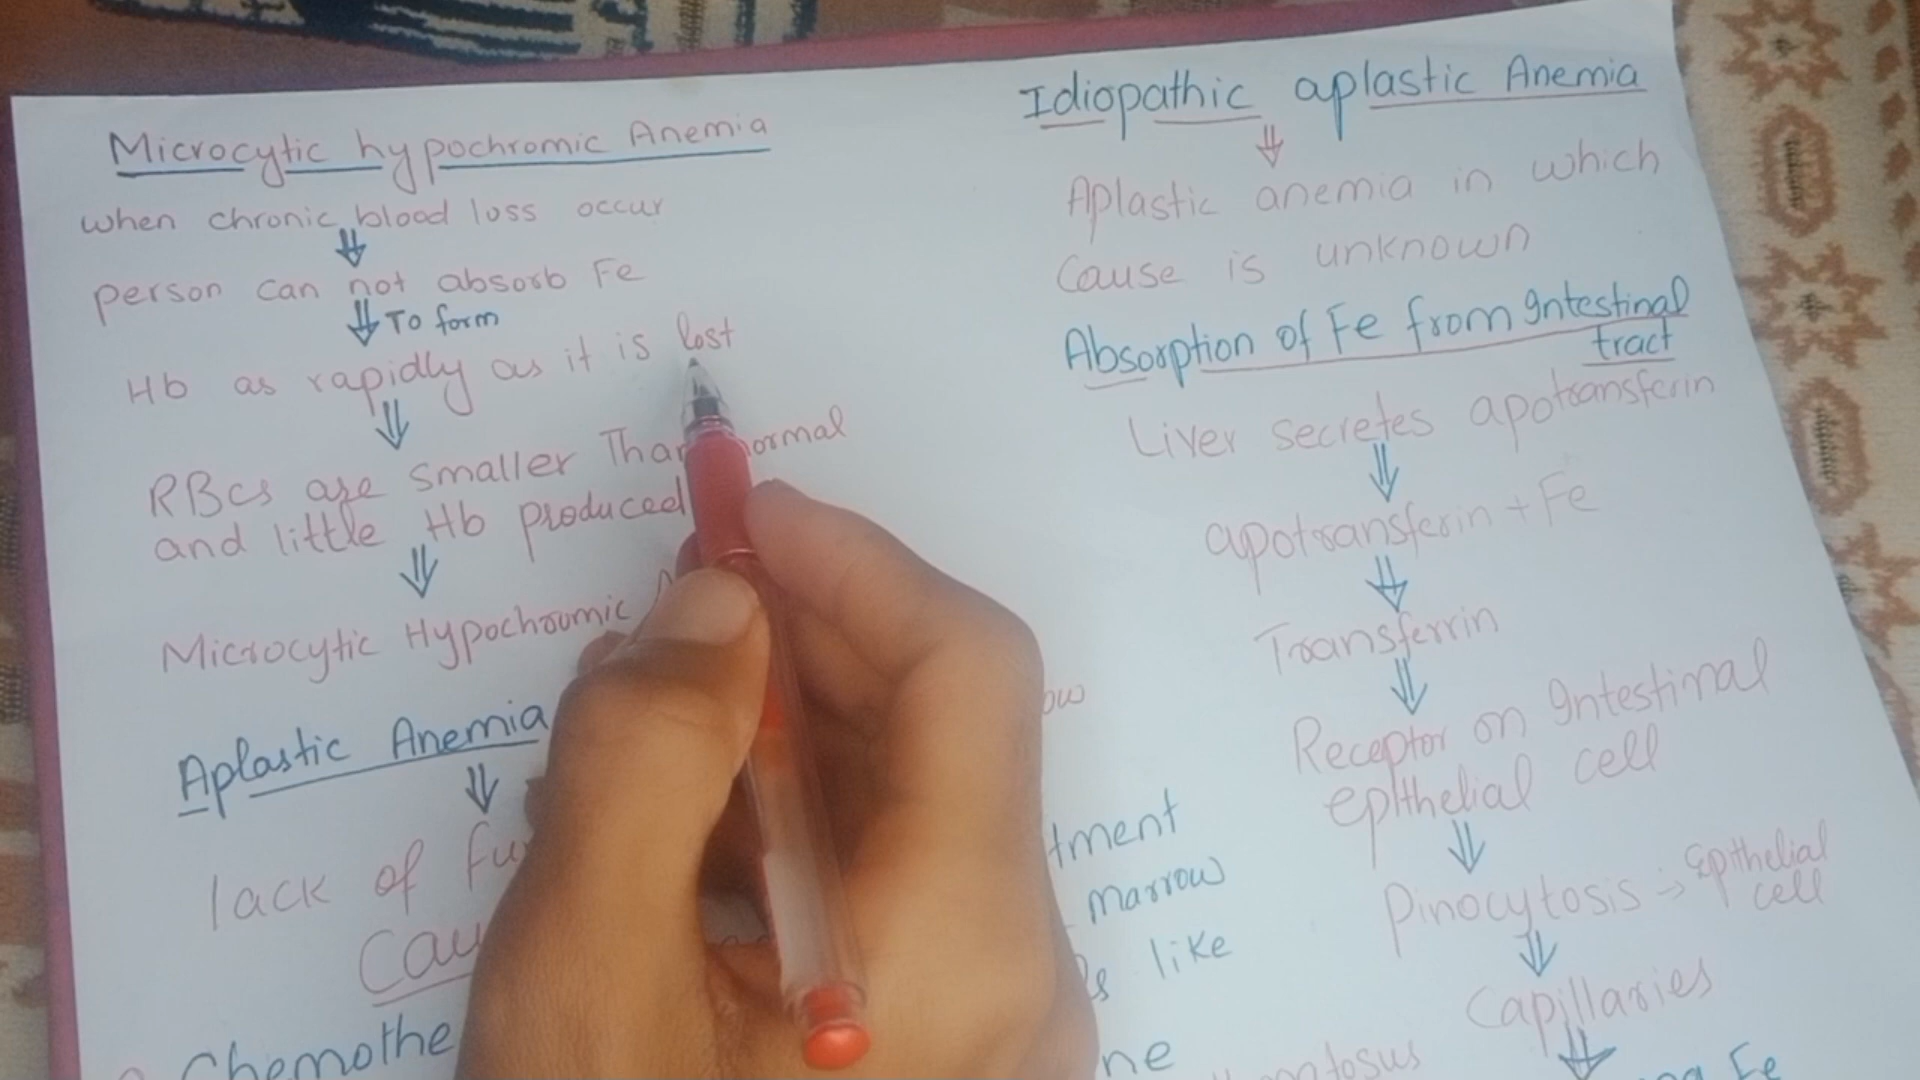 Microcytic hypochromic Anemia
when chronic blood loss occur
person can not absorb Fe
To form
Hb as rapidly as it is lost
RBCs are smaller Than normal
and little Hb produced
Microcytic Hypochromic
Aplastic Anemia
lack of
Chemothe
tment
marrow
like
Idiopathic aplastic Anemia
Aplastic anemia in which
Cause is unknown
Absorption of Fe from Intestinal
tract
Liver secretes apotransferin
apotransferin + Fe
Transferrin
Receptor on Intestinal
epithelial cell
Pinocytosis → Epithelial
cell
Capillaries
Fe